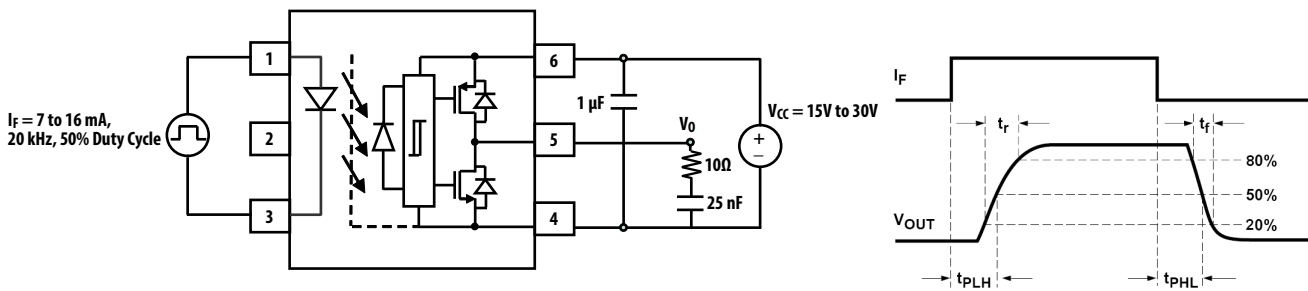 I_F = 7 to 16 mA,
20 kHz, 50% Duty Cycle
1
2
3
6
5
4
1 µF
V_O
10Ω
25 nF
V_CC = 15V to 30V
+
−
I_F
t_r
t_f
80%
50%
20%
V_OUT
t_PLH
t_PHL